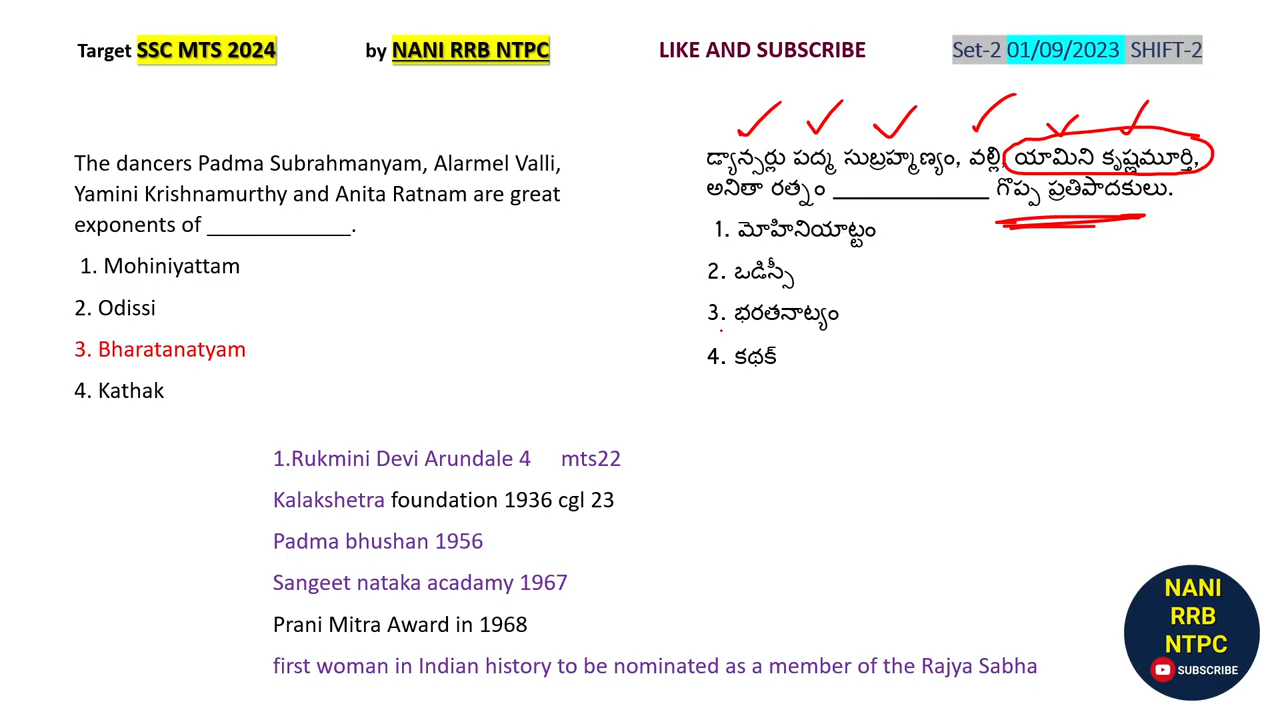 Target SSC MTS 2024 by NANI RRB NTPC LIKE AND SUBSCRIBE Set-2 01/09/2023 SHIFT-2
The dancers Padma Subrahmanyam, Alarmel Valli,
Yamini Krishnamurthy and Anita Ratnam are great
exponents of _____________.
1. Mohiniyattam
2. Odissi
3. Bharatanatyam
4. Kathak
డ్యాన్సర్లు పద్మ సుబ్రహ్మణ్యం, వల్లి, యామిని కృష్ణమూర్తి,
అనితా రత్నం ______________ గొప్ప ప్రతిపాదకులు.
1. మోహినియాట్టం
2. ఒడిస్సీ
3. భరతనాట్యం
4. కథక్
1.Rukmini Devi Arundale 4 mts22
Kalakshetra foundation 1936 cgl 23
Padma bhushan 1956
Sangeet nataka acadamy 1967
Prani Mitra Award in 1968
first woman in Indian history to be nominated as a member of the Rajya Sabha
NANI
RRB
NTPC
SUBSCRIBE